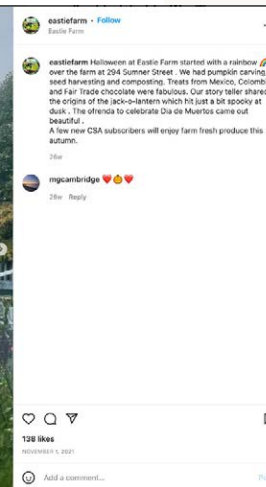 eastiefarm • Follow
Eastie Farm
eastiefarm Halloween at Eastie Farm started with a rainbow 🌈
over the farm at 294 Sumner Street . We had pumpkin carving,
seed harvesting and composting. Treats from Mexico, Colombi
and Fair Trade chocolate were fabulous. Our story teller shared
the origins of the jack-o-lantern which hit just a bit spooky at
dusk . The ofrenda to celebrate Dia de Muertos came out
beautiful .
A few new CSA subscribers will enjoy farm fresh produce this
autumn.
26w
mgcambridge ❤️🎃❤️
26w Reply
138 likes
NOVEMBER 1, 2021
Add a comment...